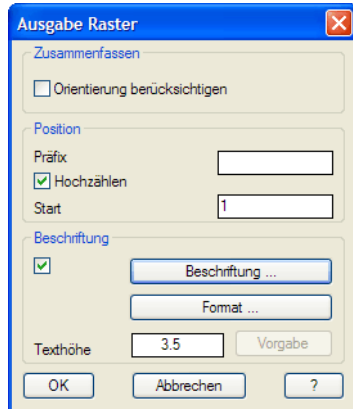 Ausgabe Raster
Zusammenfassen
Orientierung berücksichtigen
Position
Präfix
Hochzählen
Start 1
Beschriftung
Beschriftung ...
Format ...
Texthöhe 3.5 Vorgabe
OK Abbrechen ?